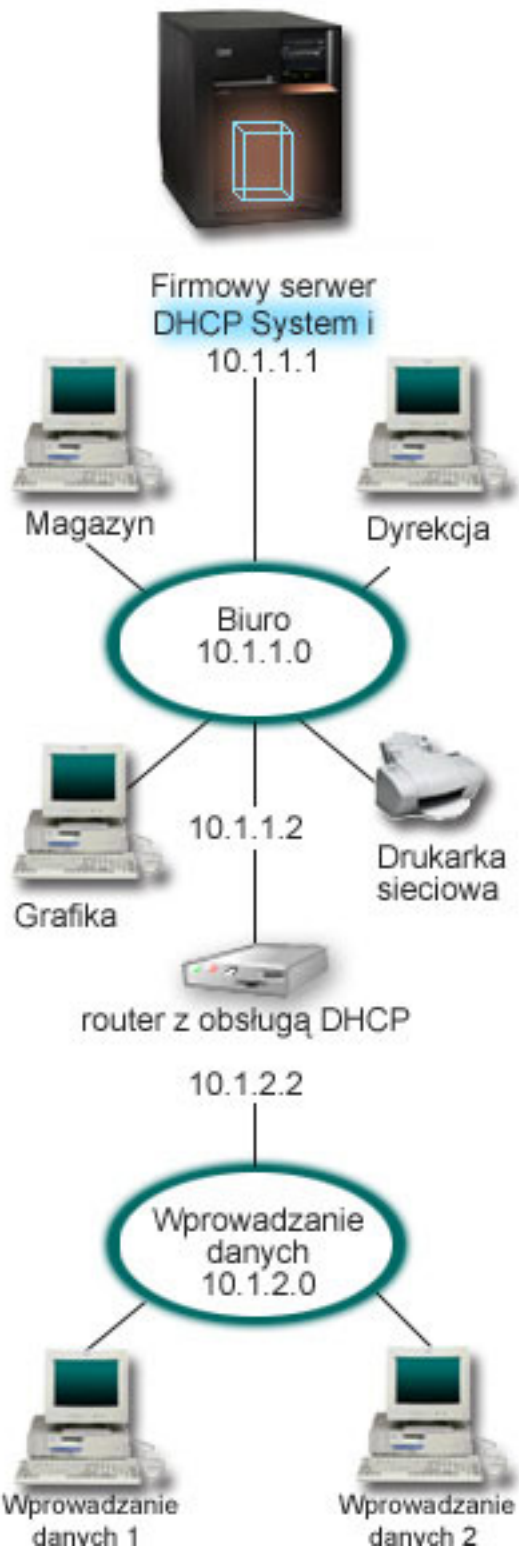 Firmowy serwer
DHCP System i
10.1.1.1
Magazyn
Dyrekcja
Biuro
10.1.1.0
10.1.1.2
Grafika
Drukarka
sieciowa
router z obsługą DHCP
10.1.2.2
Wprowadzanie
danych
10.1.2.0
Wprowadzanie
danych 1
Wprowadzanie
danych 2